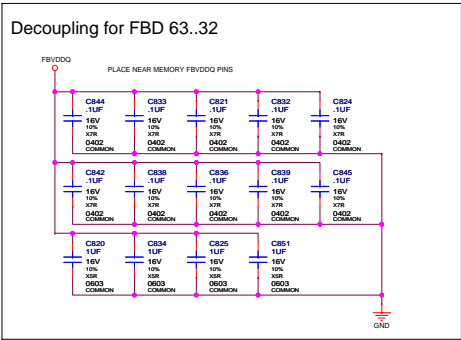 Decoupling for FBD 63..32
FBVDDQ
PLACE NEAR MEMORY FBVDDQ PINS
C844 C833 C821 C832 C824
.1UF .1UF .1UF .1UF .1UF
16V 16V 16V 16V 16V
10% 10% 10% 10% 10%
X7R X7R X7R X7R X7R
0402 0402 0402 0402 0402
COMMON COMMON COMMON COMMON COMMON
C842 C838 C836 C839 C845
.1UF .1UF .1UF .1UF .1UF
16V 16V 16V 16V 16V
10% 10% 10% 10% 10%
X7R X7R X7R X7R X7R
0402 0402 0402 0402 0402
COMMON COMMON COMMON COMMON COMMON
C820 C834 C825 C851
1UF 1UF 1UF 1UF
16V 16V 16V 16V
10% 10% 10% 10%
X5R X5R X5R X5R
0603 0603 0603 0603
COMMON COMMON COMMON COMMON
GND